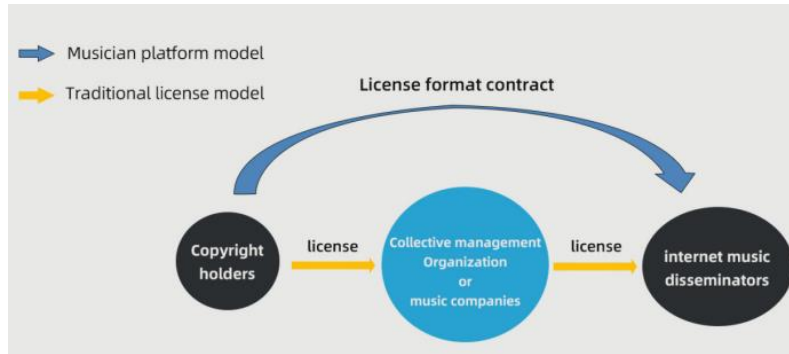 Musician platform model
Traditional license model
License format contract
Copyright
holders
license
Collective management
Organization
or
music companies
license
internet music
disseminators